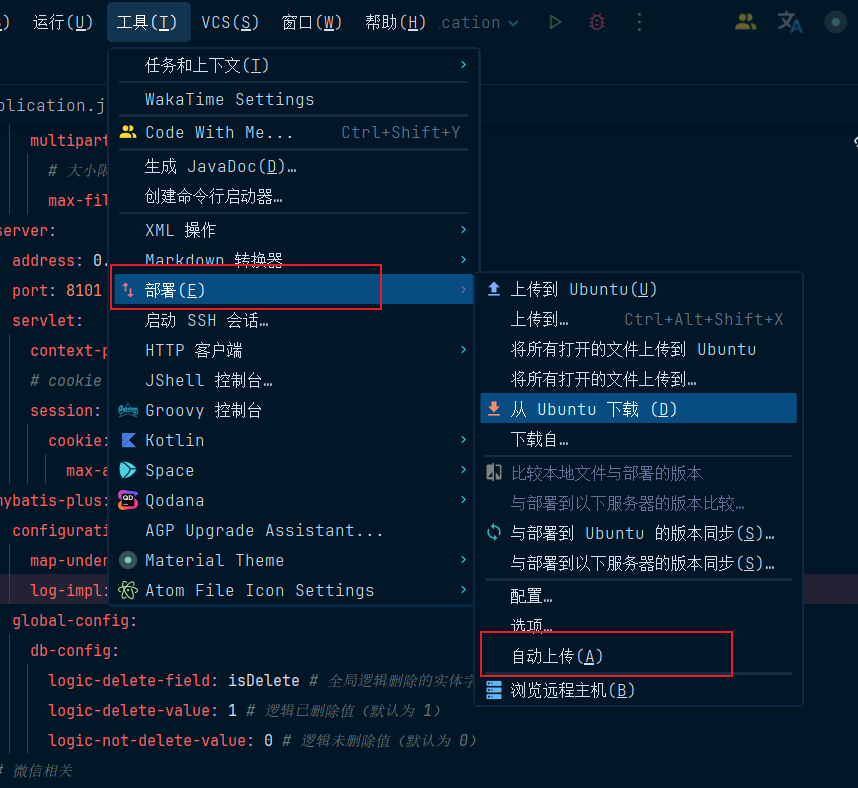 运行(U) 工具(T) VCS(S) 窗口(W) 帮助(H) cation
任务和上下文(T)
WakaTime Settings
Code With Me... Ctrl+Shift+Y
生成 JavaDoc(D)…
创建命令行启动器…
XML 操作
Markdown 转换器
部署(E)
启动 SSH 会话…
HTTP 客户端
JShell 控制台…
Groovy 控制台
Kotlin
Space
Qodana
AGP Upgrade Assistant...
Material Theme
Atom File Icon Settings
上传到 Ubuntu(U)
上传到… Ctrl+Alt+Shift+X
将所有打开的文件上传到 Ubuntu
将所有打开的文件上传到…
从 Ubuntu 下载 (D)
下载自…
比较本地文件与部署的版本
与部署到以下服务器的版本比较…
与部署到 Ubuntu 的版本同步(S)…
与部署到以下服务器的版本同步(S)…
配置…
选项…
自动上传(A)
浏览远程主机(B)
plication.j
multipart
# 大小限
max-fil
server:
address: 0.
port: 8101
servlet:
context-p
# cookie
session:
cookie:
max-a
mybatis-plus:
configurati
map-under
log-impl:
global-config:
db-config:
logic-delete-field: isDelete # 全局逻辑删除的实体字
logic-delete-value: 1 # 逻辑已删除值（默认为 1）
logic-not-delete-value: 0 # 逻辑未删除值（默认为 0）
# 微信相关